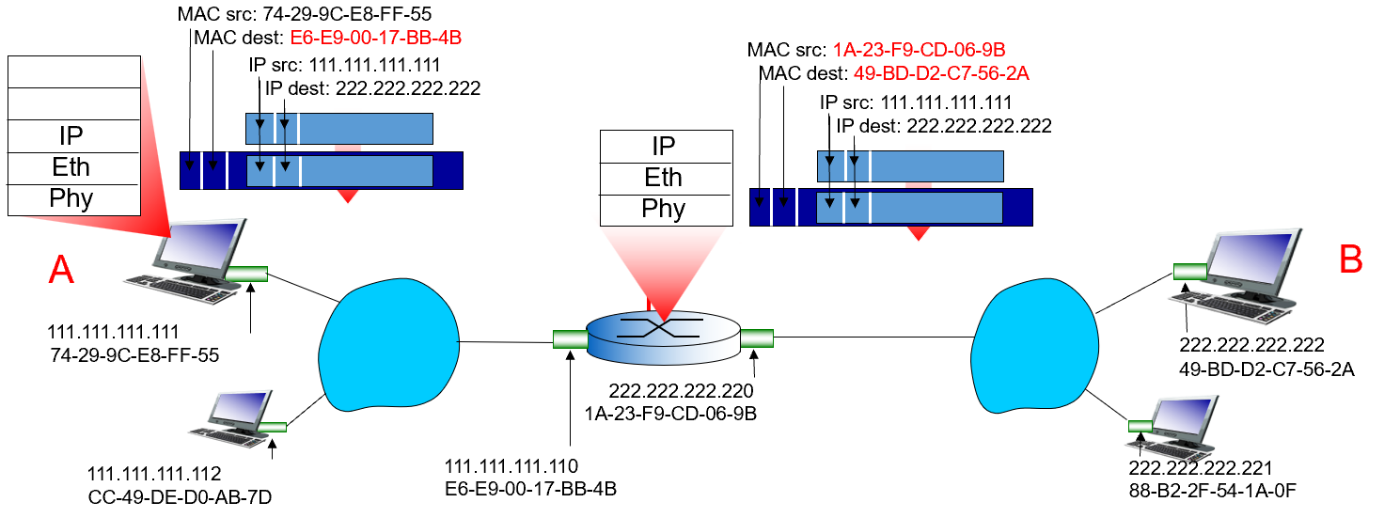 MAC src: 74-29-9C-E8-FF-55
MAC dest: E6-E9-00-17-BB-4B
IP src: 111.111.111.111
IP dest: 222.222.222.222
IP
Eth
Phy
MAC src: 1A-23-F9-CD-06-9B
MAC dest: 49-BD-D2-C7-56-2A
IP src: 111.111.111.111
IP dest: 222.222.222.222
IP
Eth
Phy
A
B
111.111.111.111
74-29-9C-E8-FF-55
222.222.222.222
49-BD-D2-C7-56-2A
222.222.222.220
1A-23-F9-CD-06-9B
111.111.111.112
CC-49-DE-D0-AB-7D
111.111.111.110
E6-E9-00-17-BB-4B
222.222.222.221
88-B2-2F-54-1A-0F